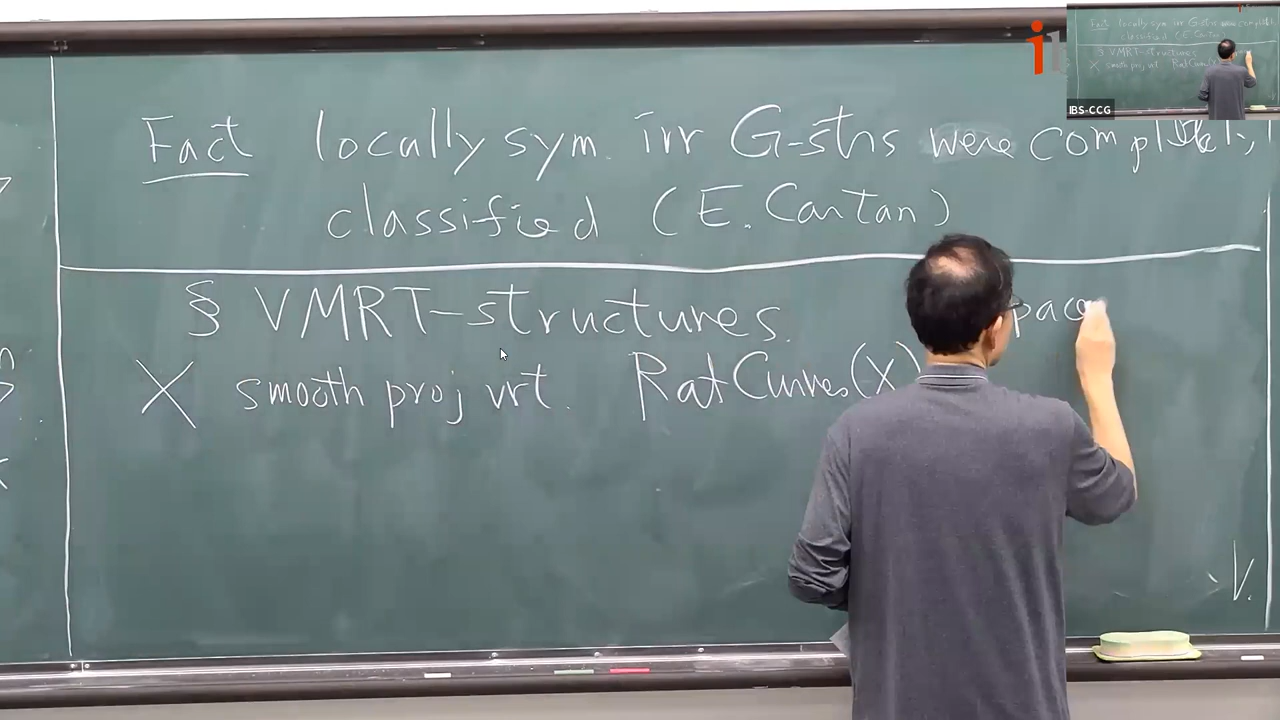 Fact locally sym. irr G-strs were completely
classified (E. Cartan)
§ VMRT-structures.
X smooth proj vrt. RatCurves(X)
IBS-CCG